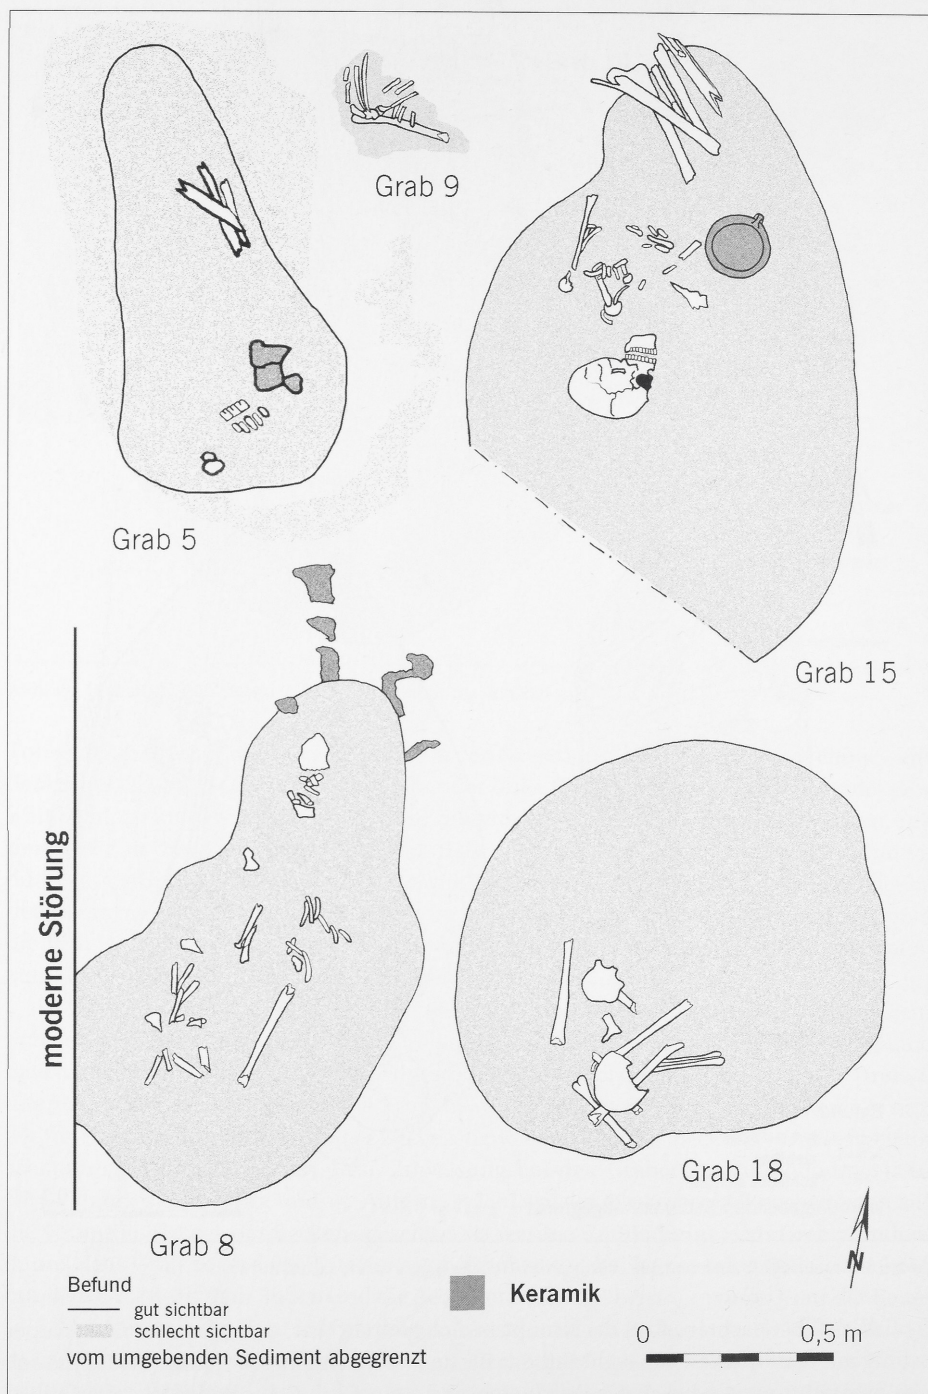 Grab 9
Grab 5
Grab 15
moderne Störung
Grab 18
Grab 8
N
Befund
gut sichtbar
schlecht sichtbar
vom umgebenden Sediment abgegrenzt
Keramik
0 0,5 m